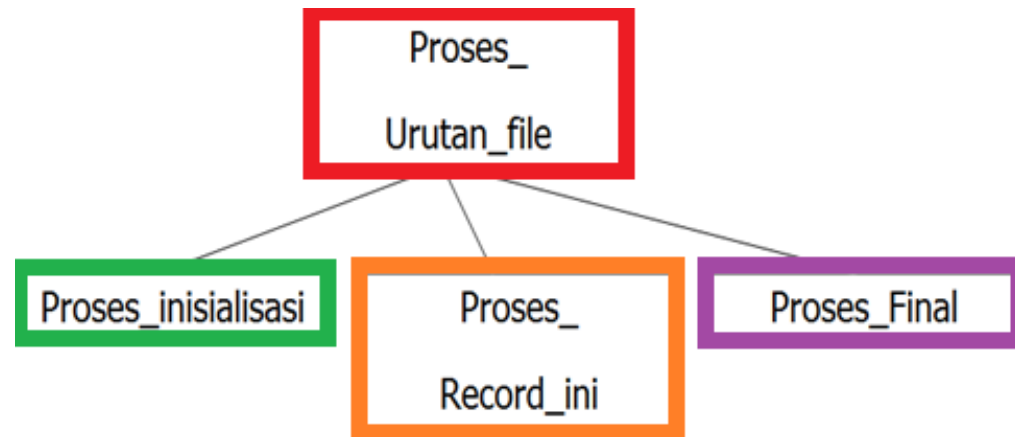 Proses_
Urutan_file
Proses_inisialisasi
Proses_
Record_ini
Proses_Final